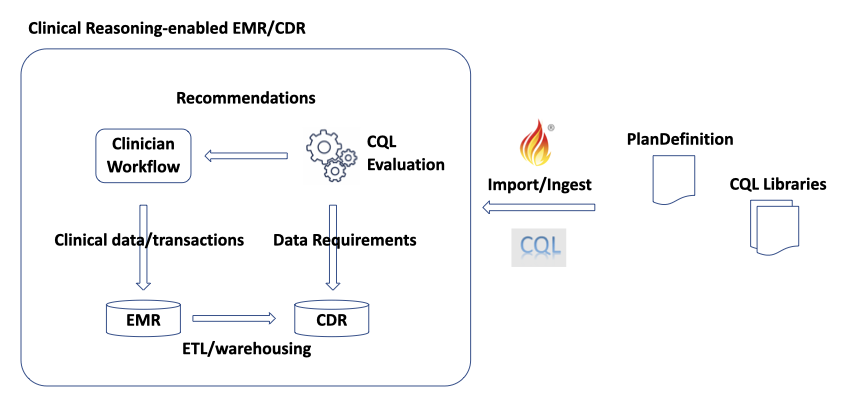 Clinical Reasoning-enabled EMR/CDR
Recommendations
Clinician
Workflow
CQL
Evaluation
Clinical data/transactions
Data Requirements
EMR
CDR
ETL/warehousing
®
Import/Ingest
CQL
PlanDefinition
CQL Libraries